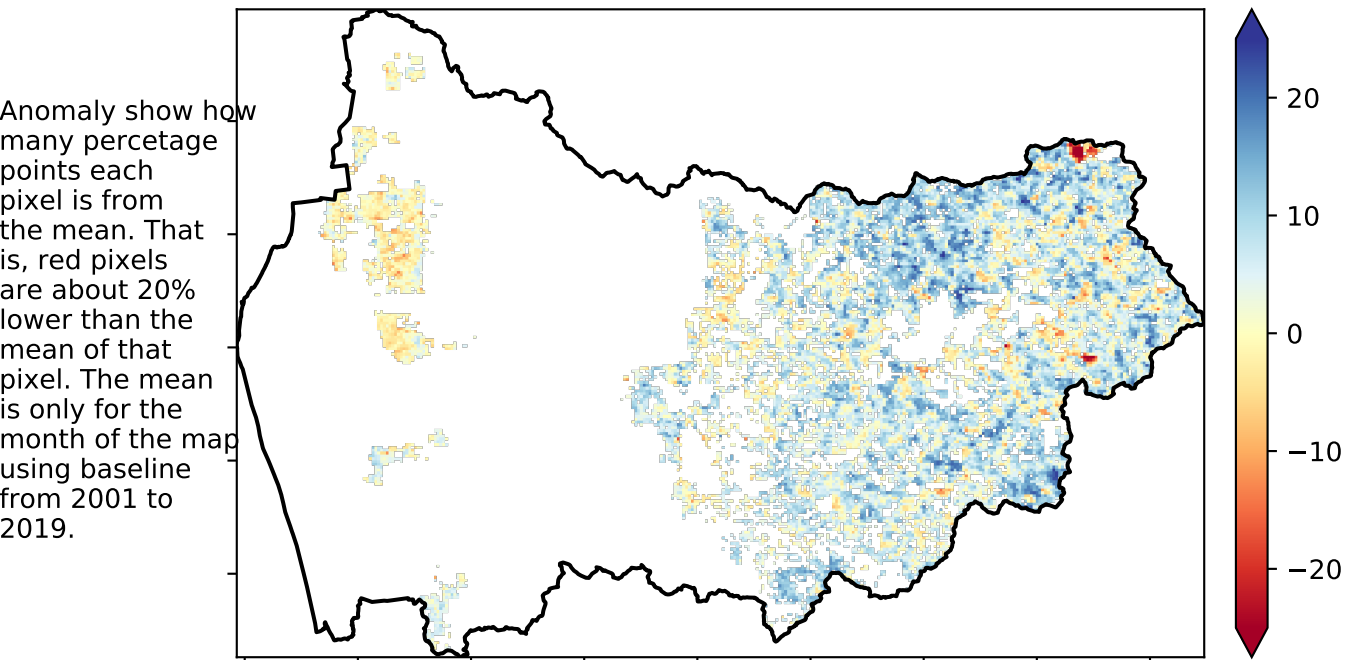 Anomaly show how
many percetage
points each
pixel is from
the mean. That
is, red pixels
are about 20%
lower than the
mean of that
pixel. The mean
is only for the
month of the map
using baseline
from 2001 to
2019.
20
10
0
−10
−20